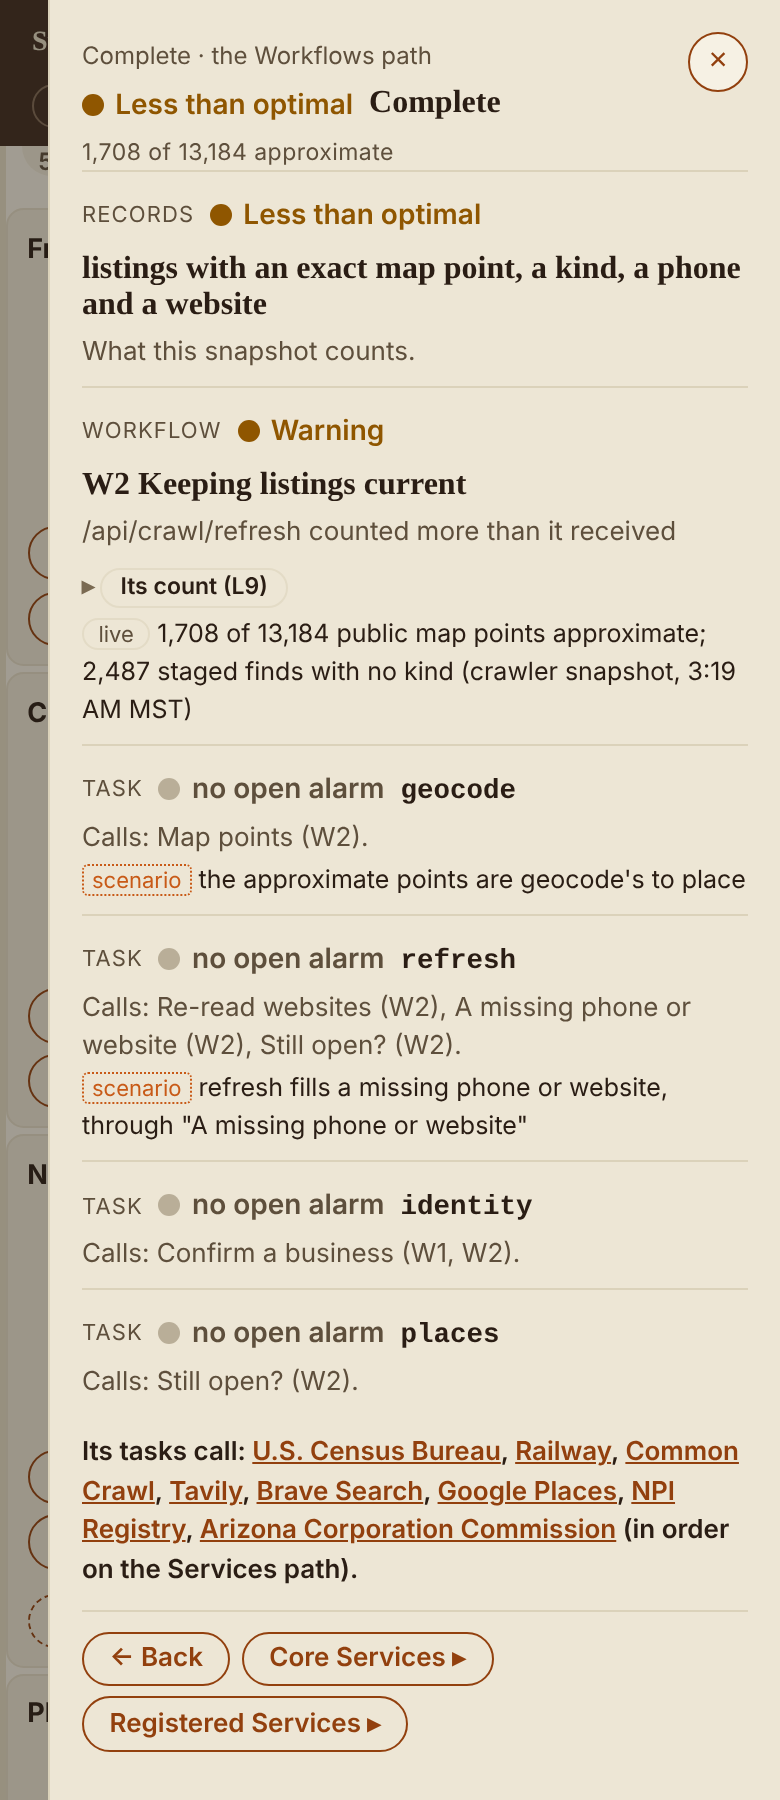 S
5
Fr
C
N
Pl
Complete · the Workflows path
×
Less than optimal Complete
1,708 of 13,184 approximate
RECORDS Less than optimal
listings with an exact map point, a kind, a phone
and a website
What this snapshot counts.
WORKFLOW Warning
W2 Keeping listings current
/api/crawl/refresh counted more than it received
▸ Its count (L9)
live 1,708 of 13,184 public map points approximate;
2,487 staged finds with no kind (crawler snapshot, 3:19
AM MST)
TASK no open alarm geocode
Calls: Map points (W2).
scenario the approximate points are geocode's to place
TASK no open alarm refresh
Calls: Re-read websites (W2), A missing phone or
website (W2), Still open? (W2).
scenario refresh fills a missing phone or website,
through "A missing phone or website"
TASK no open alarm identity
Calls: Confirm a business (W1, W2).
TASK no open alarm places
Calls: Still open? (W2).
Its tasks call: U.S. Census Bureau, Railway, Common
Crawl, Tavily, Brave Search, Google Places, NPI
Registry, Arizona Corporation Commission (in order
on the Services path).
← Back Core Services ▸
Registered Services ▸